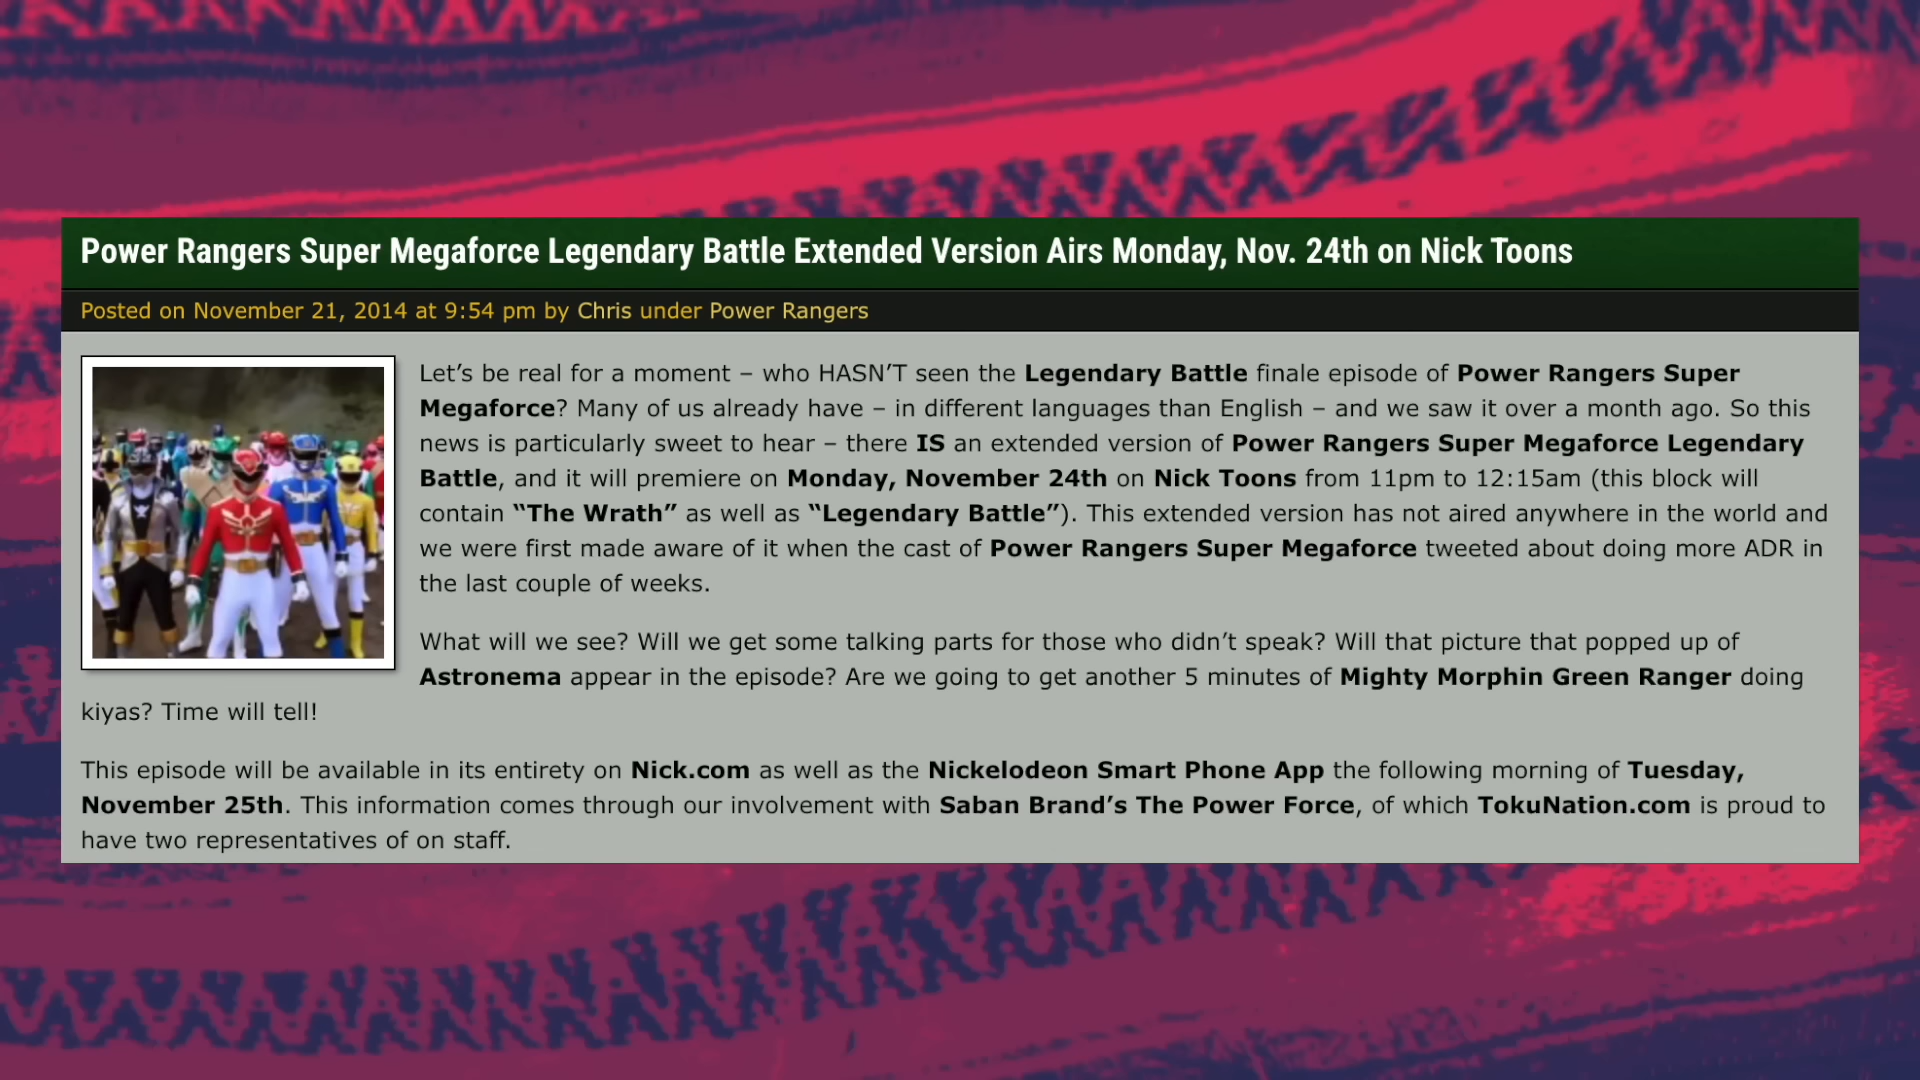 Power Rangers Super Megaforce Legendary Battle Extended Version Airs Monday, Nov. 24th on Nick Toons
Posted on November 21, 2014 at 9:54 pm by Chris under Power Rangers
Let’s be real for a moment – who HASN’T seen the Legendary Battle finale episode of Power Rangers Super
Megaforce? Many of us already have – in different languages than English – and we saw it over a month ago. So this
news is particularly sweet to hear – there IS an extended version of Power Rangers Super Megaforce Legendary
Battle, and it will premiere on Monday, November 24th on Nick Toons from 11pm to 12:15am (this block will
contain “The Wrath” as well as “Legendary Battle”). This extended version has not aired anywhere in the world and
we were first made aware of it when the cast of Power Rangers Super Megaforce tweeted about doing more ADR in
the last couple of weeks.
What will we see? Will we get some talking parts for those who didn’t speak? Will that picture that popped up of
Astronema appear in the episode? Are we going to get another 5 minutes of Mighty Morphin Green Ranger doing
kiyas? Time will tell!
This episode will be available in its entirety on Nick.com as well as the Nickelodeon Smart Phone App the following morning of Tuesday,
November 25th. This information comes through our involvement with Saban Brand’s The Power Force, of which TokuNation.com is proud to
have two representatives of on staff.